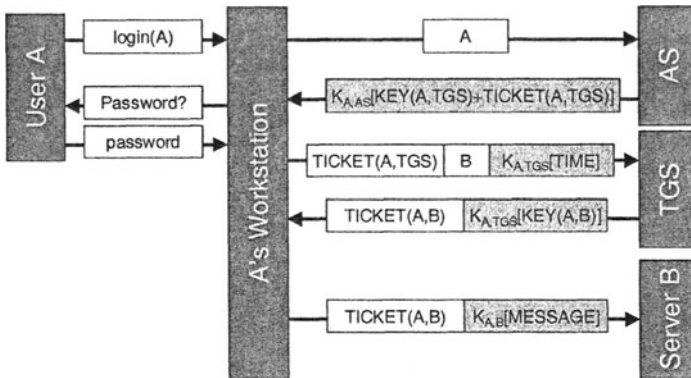 User A
login(A)
Password?
password
A's Workstation
A
AS
K_A,AS[KEY(A,TGS)+TICKET(A,TGS)]
TICKET(A,TGS) B K_A,TGS[TIME]
TGS
TICKET(A,B) K_A,TGS[KEY(A,B)]
TICKET(A,B) K_A,B[MESSAGE]
Server B